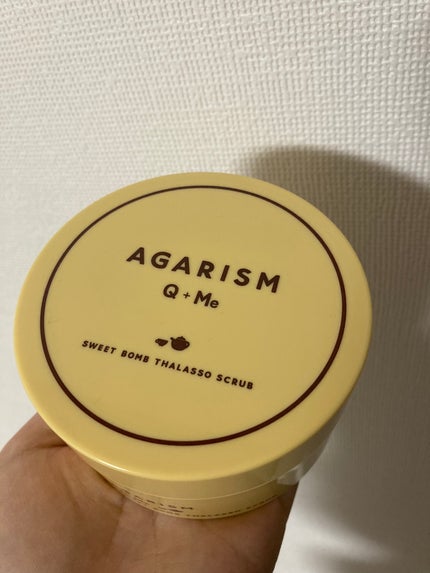 AGARISM
Q + Me
SWEET BOMB THALASSO SCRUB